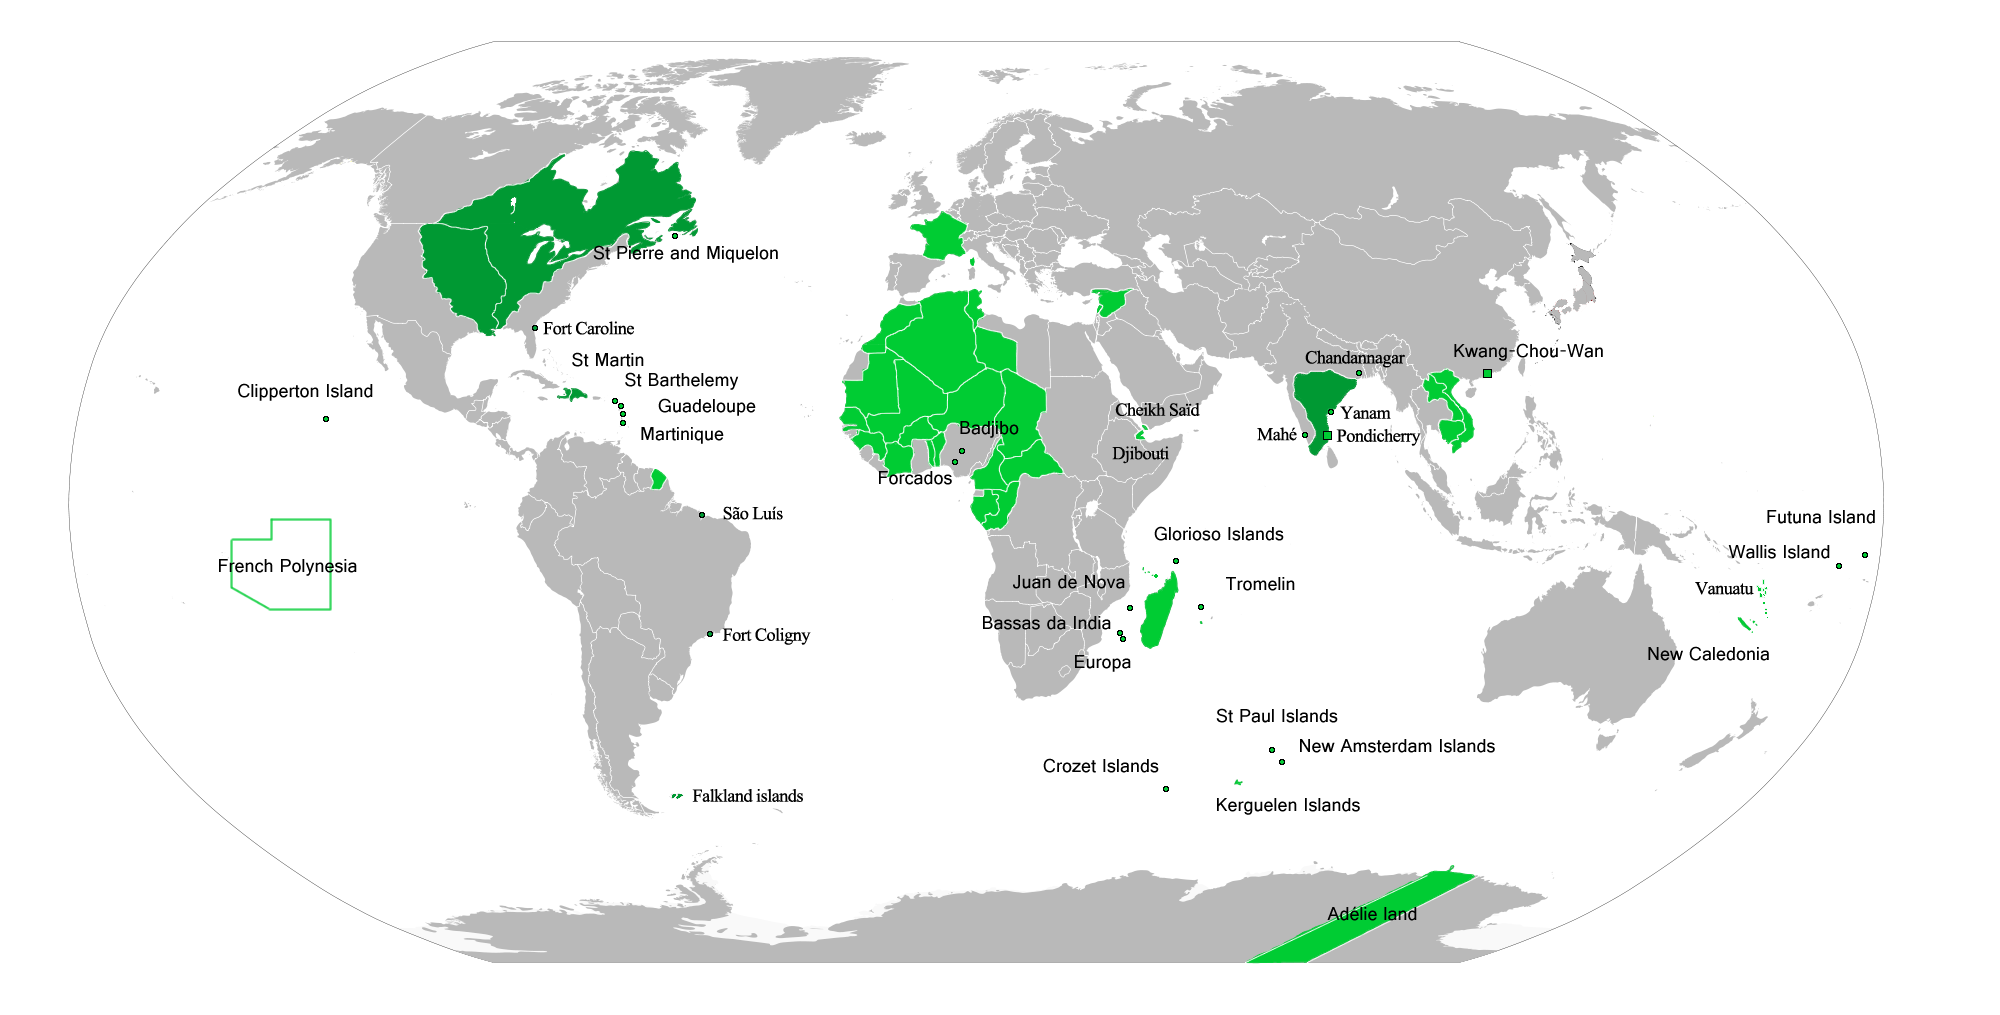 St Pierre and Miquelon
Fort Caroline
St Martin
St Barthelemy
Guadeloupe
Martinique
Clipperton Island
Kwang-Chou-Wan
Chandannagar
Cheikh Saïd
Yanam
Badjibo
Mahé
Pondicherry
Djibouti
Forcados
São Luís
Futuna Island
Glorioso Islands
Wallis Island
French Polynesia
Juan de Nova
Tromelin
Vanuatu
Bassas da India
Fort Coligny
New Caledonia
Europa
St Paul Islands
New Amsterdam Islands
Crozet Islands
Falkland islands
Kerguelen Islands
Adélie land